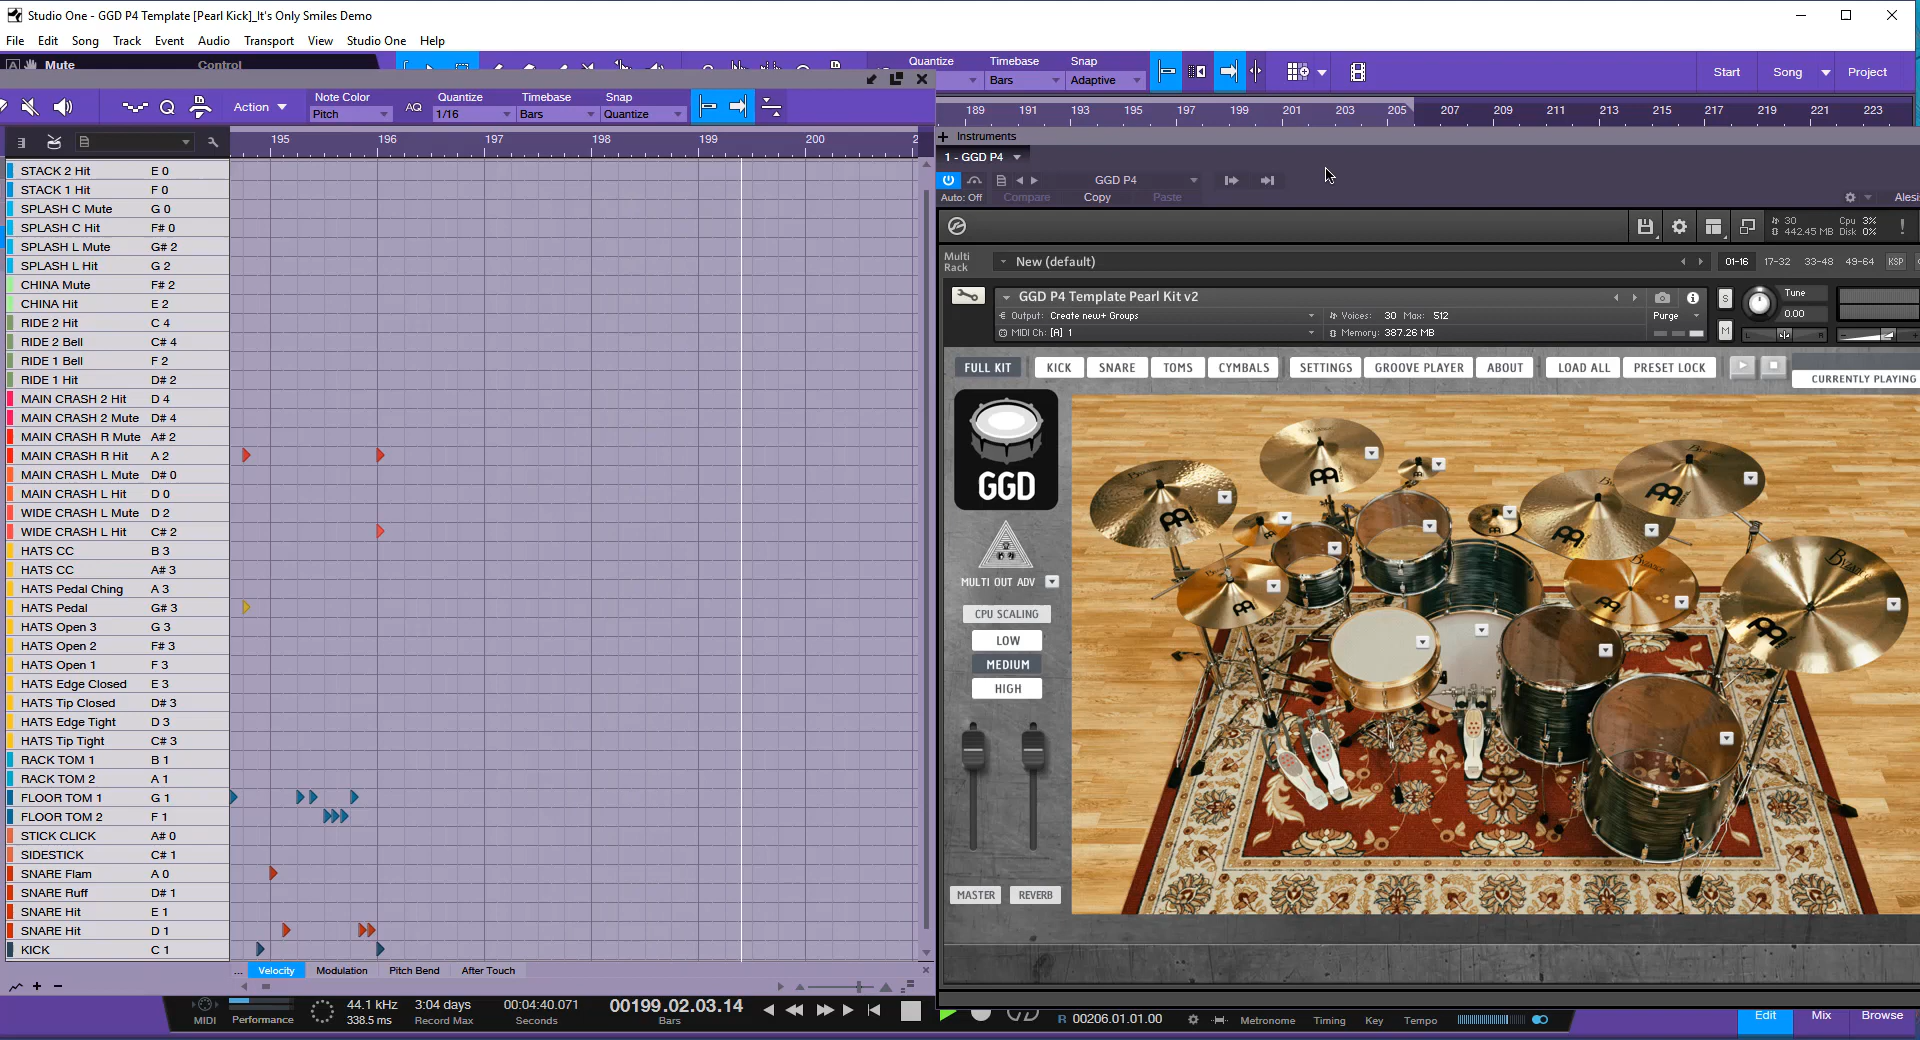 Studio One - GGD P4 Template [Pearl Kick]_It's Only Smiles Demo
File Edit Song Track Event Audio Transport View Studio One Help
Mute Control
Quantize Timebase Snap
Bars Adaptive
Start Song Project
Action
Note Color
Pitch
AQ
Quantize
1/16
Timebase
Bars
Snap
Quantize
189 191 193 195 197 199 201 203 205 207 209 211 213 215 217 219 221 223
195 196 197 198 199 200
STACK 2 Hit E 0
STACK 1 Hit F 0
SPLASH C Mute G 0
SPLASH C Hit F# 0
SPLASH L Mute G# 2
SPLASH L Hit G 2
CHINA Mute F# 2
CHINA Hit E 2
RIDE 2 Hit C 4
RIDE 2 Bell C# 4
RIDE 1 Bell F 2
RIDE 1 Hit D# 2
MAIN CRASH 2 Hit D 4
MAIN CRASH 2 Mute D# 4
MAIN CRASH R Mute A# 2
MAIN CRASH R Hit A 2
MAIN CRASH L Mute D# 0
MAIN CRASH L Hit D 0
WIDE CRASH L Mute D 2
WIDE CRASH L Hit C# 2
HATS CC B 3
HATS CC A# 3
HATS Pedal Ching A 3
HATS Pedal G# 3
HATS Open 3 G 3
HATS Open 2 F# 3
HATS Open 1 F 3
HATS Edge Closed E 3
HATS Tip Closed D# 3
HATS Edge Tight D 3
HATS Tip Tight C# 3
RACK TOM 1 B 1
RACK TOM 2 A 1
FLOOR TOM 1 G 1
FLOOR TOM 2 F 1
STICK CLICK A# 0
SIDESTICK C# 1
SNARE Flam A 0
SNARE Ruff D# 1
SNARE Hit E 1
SNARE Hit D 1
KICK C 1
... Velocity Modulation Pitch Bend After Touch
Instruments
1 - GGD P4
GGD P4
Auto: Off Compare Copy Paste
Alesis
30
442.45 MB
Cpu 3%
Disk 0%
Multi
Rack
New (default)
01-16 17-32 33-48 49-64 KSP
GGD P4 Template Pearl Kit v2
Output: Create new+ Groups
Voices: 30 Max: 512
Purge
MIDI Ch: [A] 1
Memory: 387.26 MB
S
M
Tune
0.00
L R
FULL KIT KICK SNARE TOMS CYMBALS SETTINGS GROOVE PLAYER ABOUT LOAD ALL PRESET LOCK
CURRENTLY PLAYING
GGD
MULTI OUT ADV
CPU SCALING
LOW
MEDIUM
HIGH
MASTER REVERB
BYZANCE
MIDI
Performance
44.1 kHz
338.5 ms
3:04 days
Record Max
00:04:40.071
Seconds
00199.02.03.14
Bars
R 00206.01.01.00
Metronome Timing Key Tempo
Edit Mix Browse